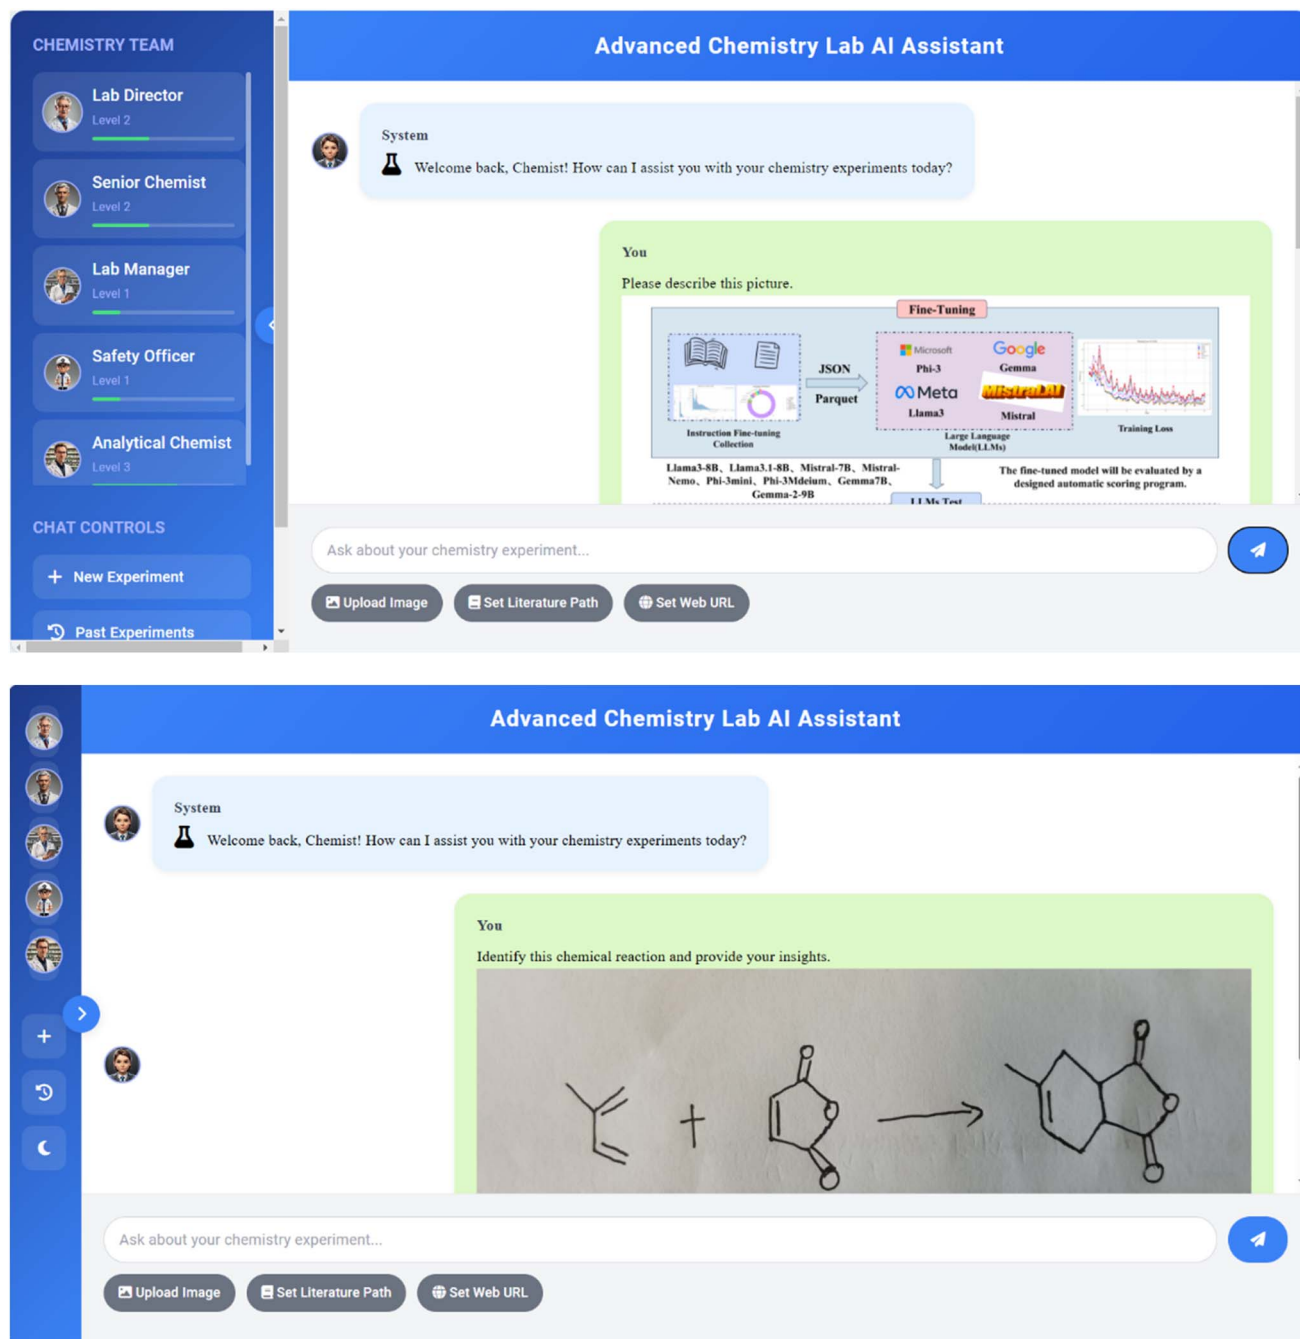 CHEMISTRY TEAM
Lab Director
Level 2
Senior Chemist
Level 2
Lab Manager
Level 1
Safety Officer
Level 1
Analytical Chemist
Level 3
CHAT CONTROLS
New Experiment
Past Experiments
Advanced Chemistry Lab AI Assistant
System
Welcome back, Chemist! How can I assist you with your chemistry experiments today?
You
Please describe this picture.
Fine-Tuning
JSON
Parquet
Instruction Fine-tuning
Collection
Microsoft
Phi-3
Google
Gemma
Meta
Llama3
MistralAI
Mistral
Large Language
Model(LLMs)
Training Loss
Llama3-8B、Llama3.1-8B、Mistral-7B、Mistral-
Nemo、Phi-3mini、Phi-3Mdeium、Gemma7B、
Gemma-2-9B
The fine-tuned model will be evaluated by a
designed automatic scoring program.
LLMs Test
Ask about your chemistry experiment...
Upload Image
Set Literature Path
Set Web URL
Advanced Chemistry Lab AI Assistant
System
Welcome back, Chemist! How can I assist you with your chemistry experiments today?
You
Identify this chemical reaction and provide your insights.
O
+
O
O
O
O
O
Ask about your chemistry experiment...
Upload Image
Set Literature Path
Set Web URL